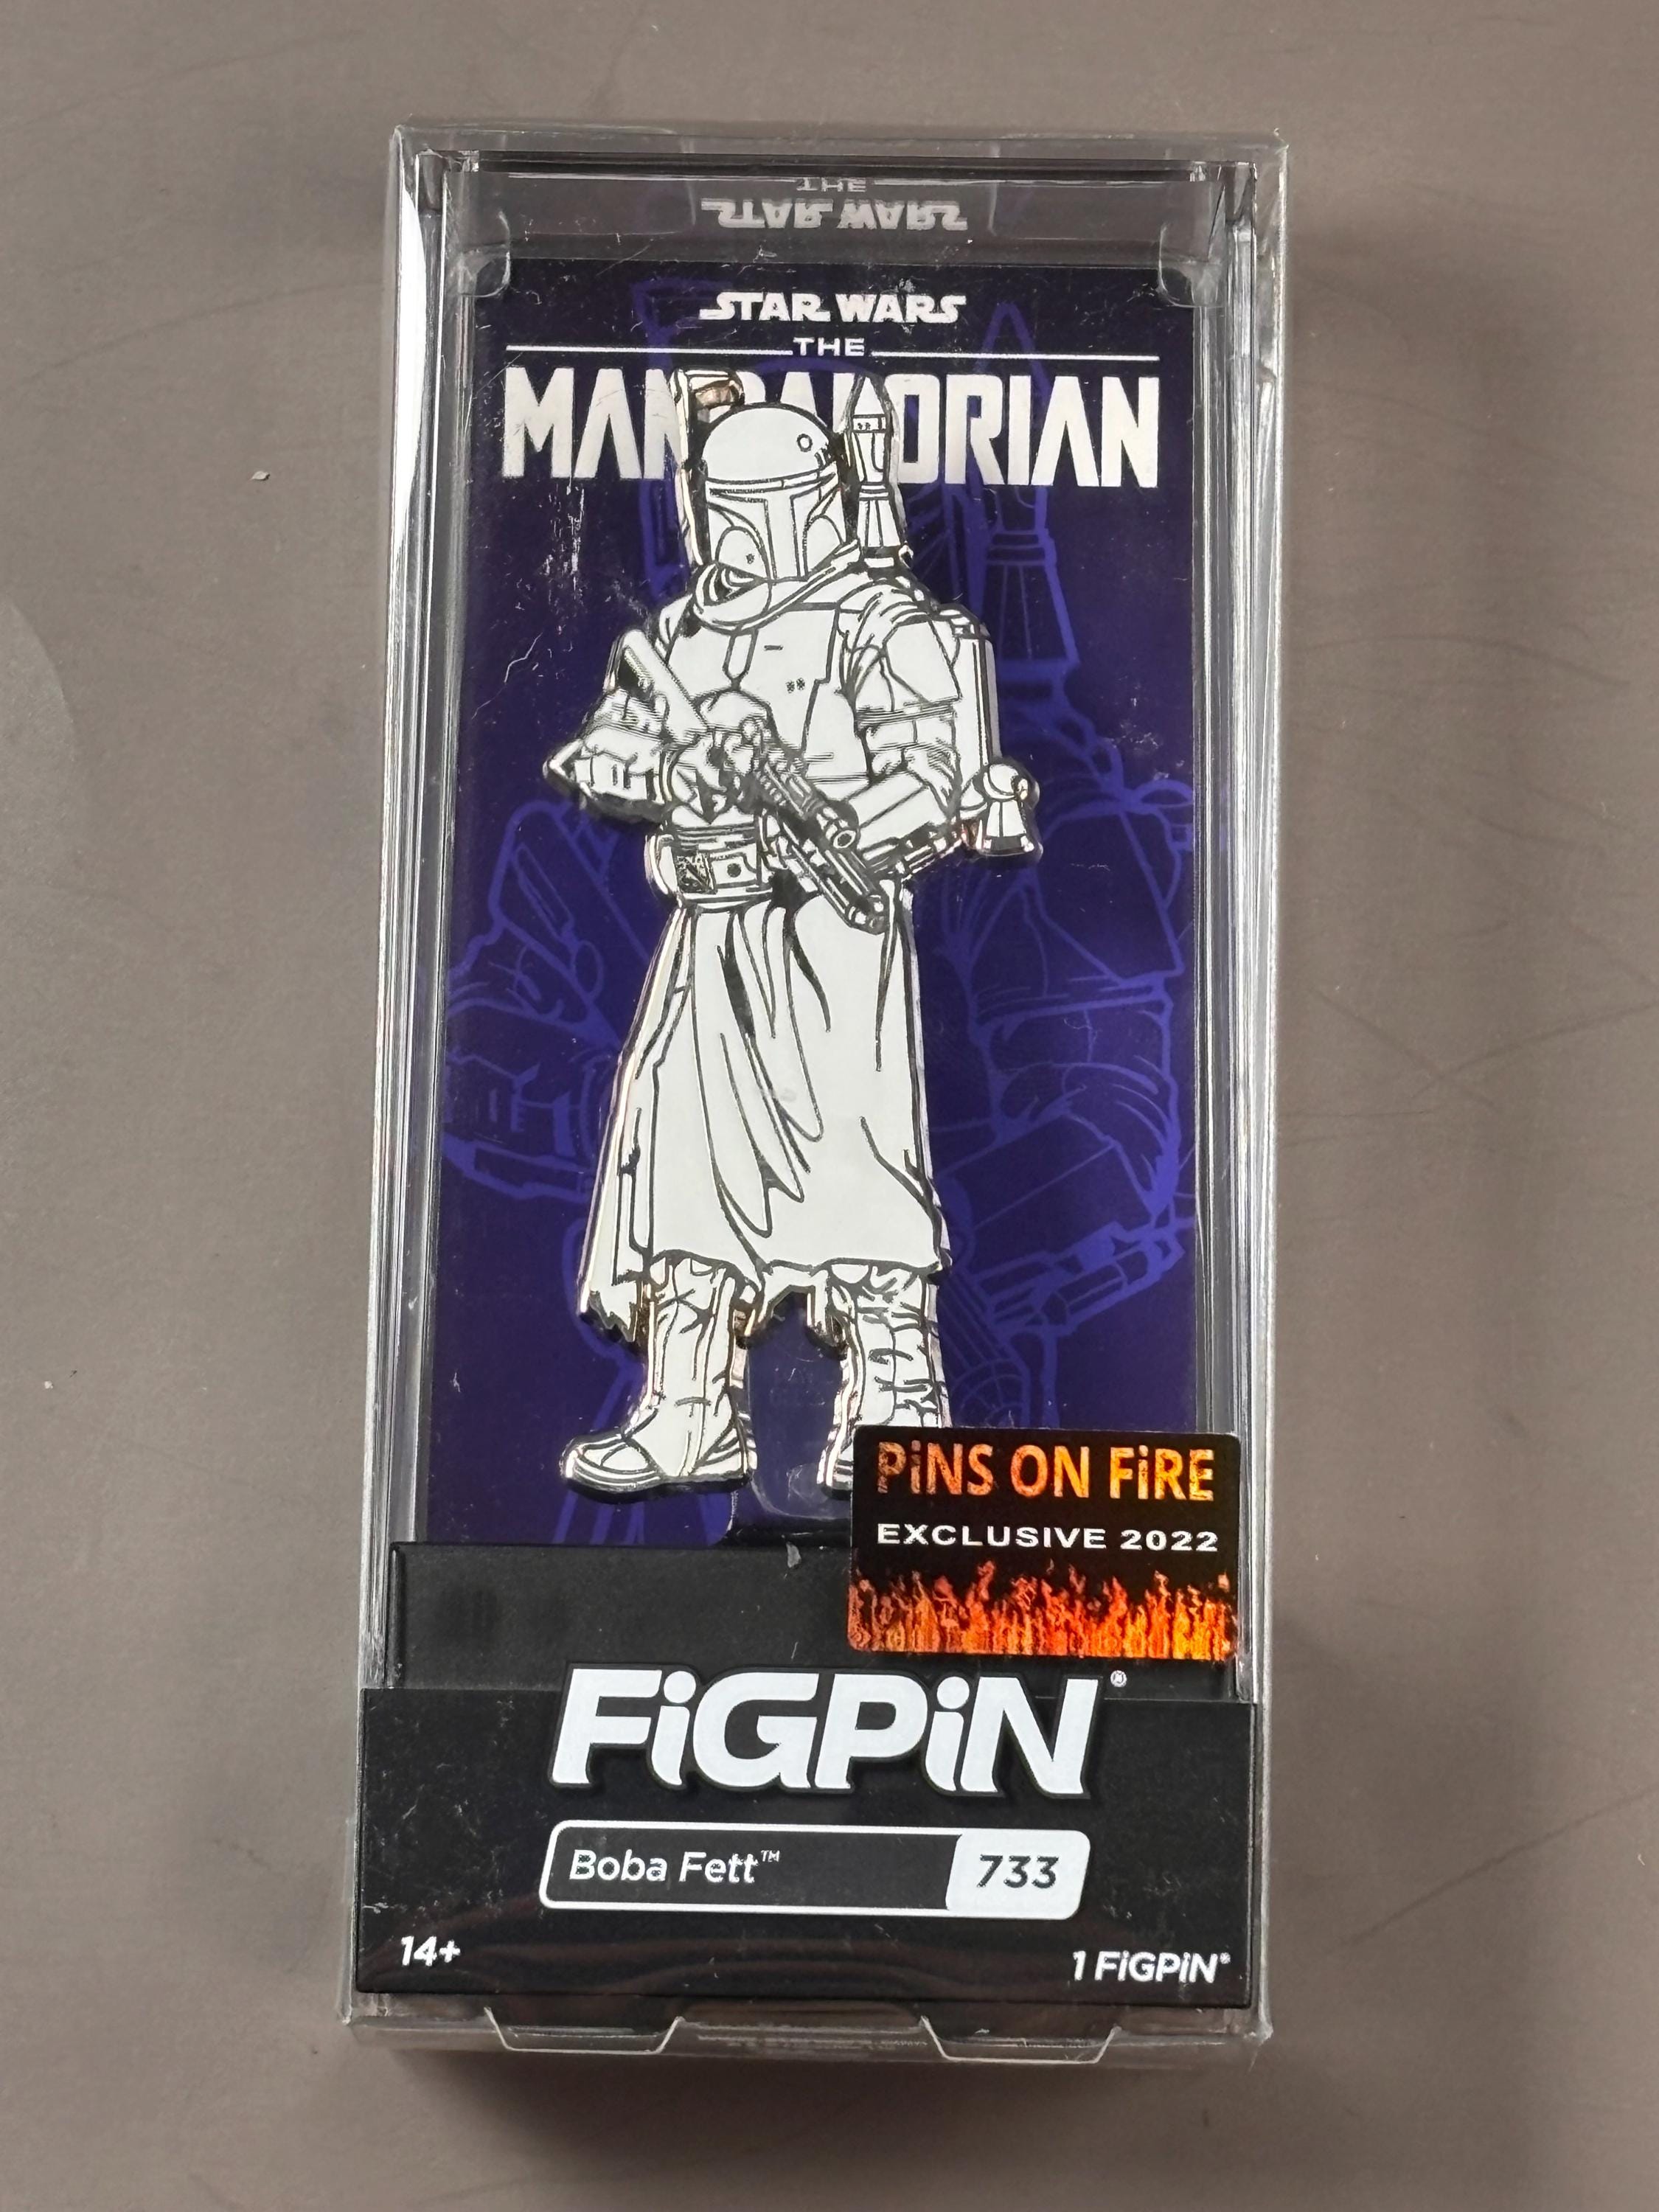 THE
STAR WARS
STAR WARS
THE
MANDALORIAN
PiNS ON FiRE
EXCLUSIVE 2022
FiGPiN®
Boba Fett™ 733
14+
1 FiGPiN®